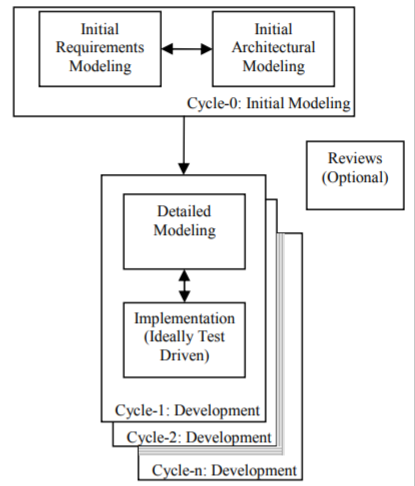 Initial
Requirements
Modeling
Initial
Architectural
Modeling
Cycle-0: Initial Modeling
Reviews
(Optional)
Detailed
Modeling
Implementation
(Ideally Test
Driven)
Cycle-1: Development
Cycle-2: Development
Cycle-n: Development